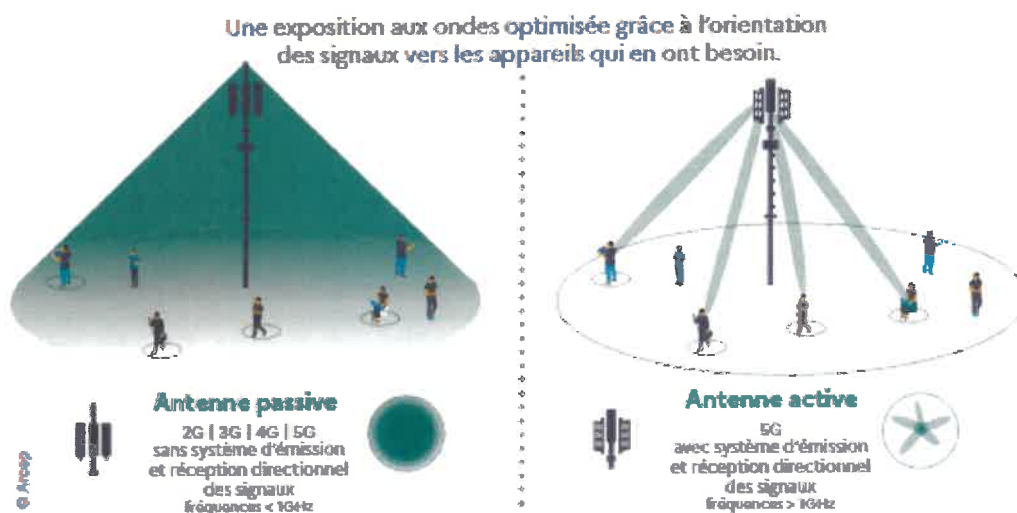 Une exposition aux ondes optimisée grâce à l'orientation
des signaux vers les appareils qui en ont besoin.
Antenne passive
2G | 3G | 4G | 5G
sans système d'émission
et réception directionnel
des signaux
fréquences < 1GHz
Antenne active
5G
avec système d'émission
et réception directionnel
des signaux
fréquences > 1GHz
© Arcep